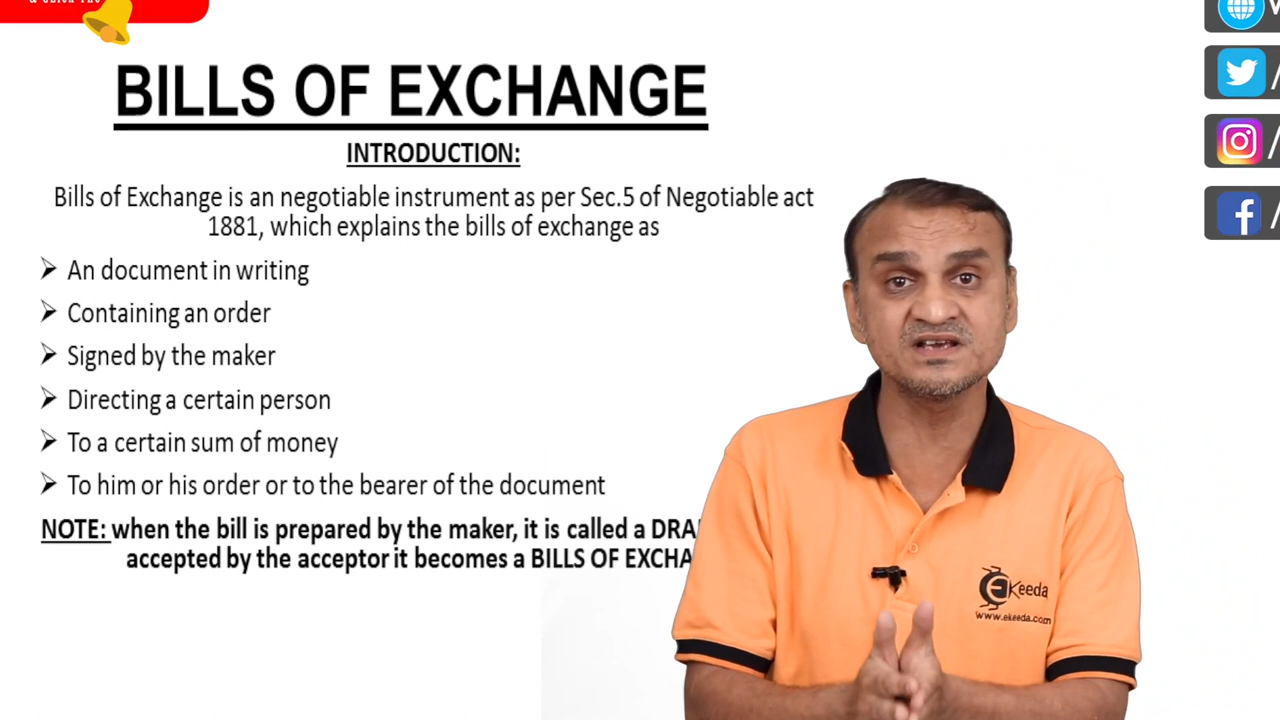 BILLS OF EXCHANGE
INTRODUCTION:
Bills of Exchange is an negotiable instrument as per Sec.5 of Negotiable act
1881, which explains the bills of exchange as
➢ An document in writing
➢ Containing an order
➢ Signed by the maker
➢ Directing a certain person
➢ To a certain sum of money
➢ To him or his order or to the bearer of the document
NOTE: when the bill is prepared by the maker, it is called a
accepted by the acceptor it becomes a BILLS OF
eKeeda
www.ekeeda.com